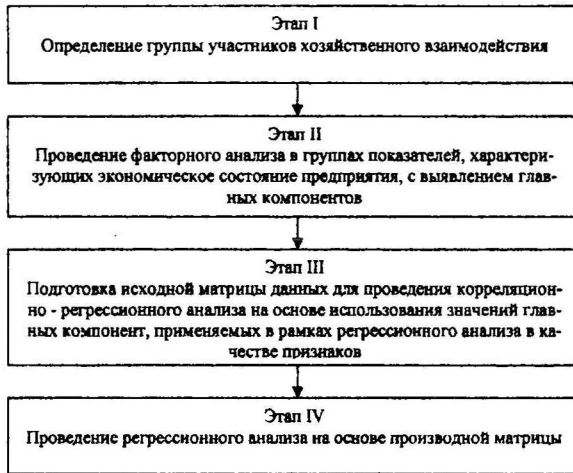 Этап I
Определение группы участников хозяйственного взаимодействия
Этап II
Проведение факторного анализа в группах показателей, характери-
зующих экономическое состояние предприятия, с выявлением глав-
ных компонентов
Этап III
Подготовка исходной матрицы данных для проведения корреляцион-
но - регрессионного анализа на основе использования значений глав-
ных компонент, применяемых в рамках регрессионного анализа в ка-
честве признаков
Этап IV
Проведение регрессионного анализа на основе производной матрицы